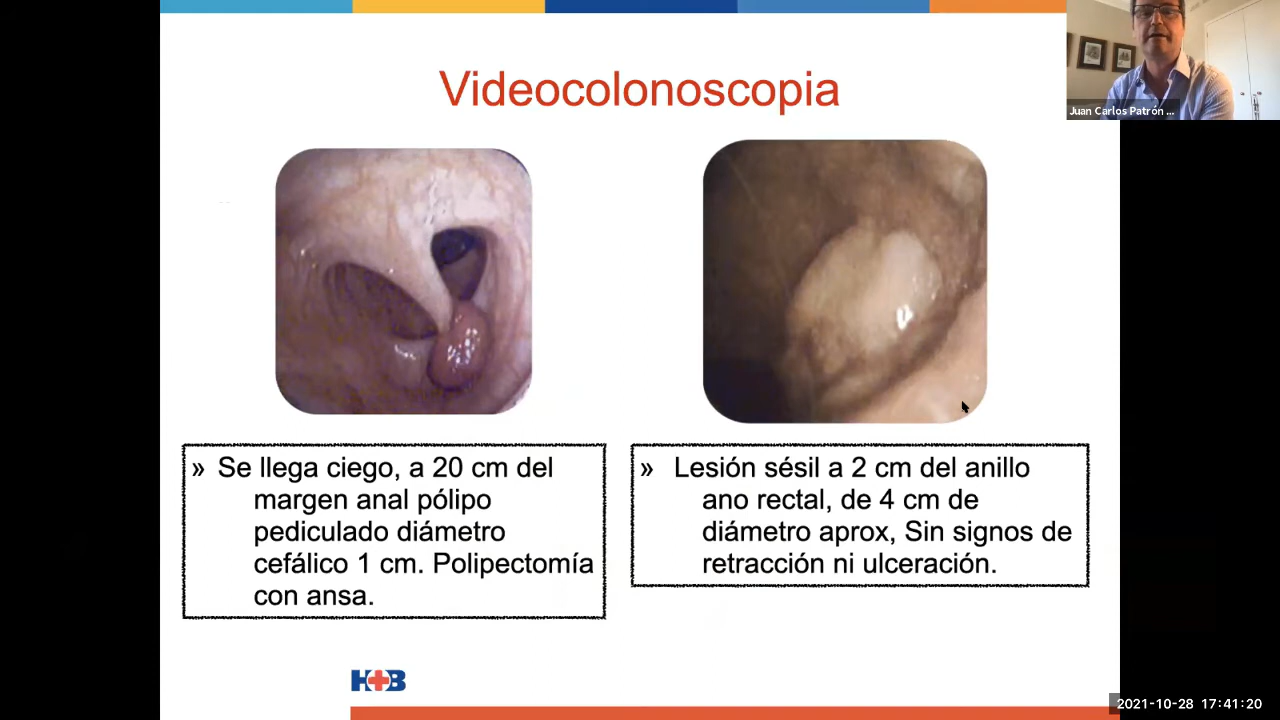 Videocolonoscopia
Juan Carlos Patrón ...
» Se llega ciego, a 20 cm del
margen anal pólipo
pediculado diámetro
cefálico 1 cm. Polipectomía
con ansa.
» Lesión sésil a 2 cm del anillo
ano rectal, de 4 cm de
diámetro aprox, Sin signos de
retracción ni ulceración.
H+B
2021-10-28 17:41:20